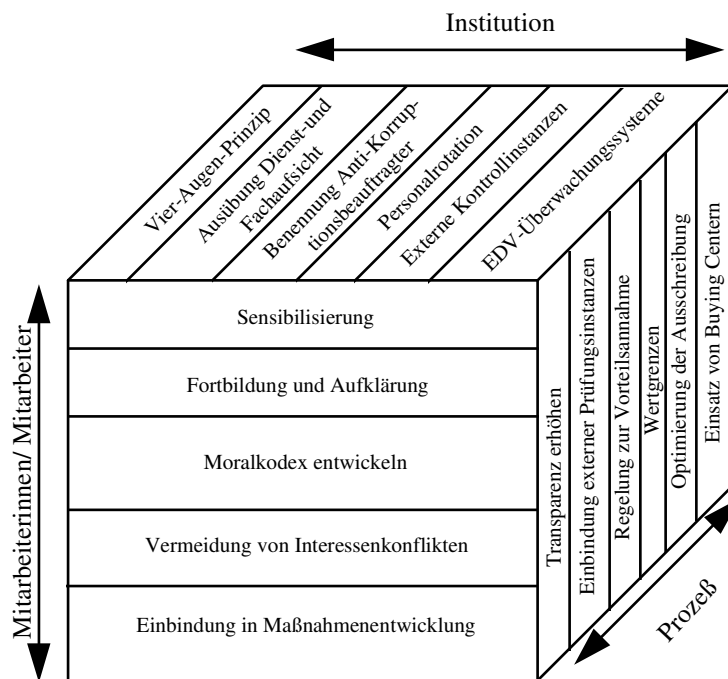 Institution
Vier-Augen-Prinzip
Ausübung Dienst-und
Fachaufsicht
Benennung Anti-Korrup-
tionsbeauftragter
Personalrotation
Externe Kontrollinstanzen
EDV-Überwachungssysteme
Mitarbeiterinnen/ Mitarbeiter
Sensibilisierung
Fortbildung und Aufklärung
Moralkodex entwickeln
Vermeidung von Interessenkonflikten
Einbindung in Maßnahmenentwicklung
Transparenz erhöhen
Einbindung externer Prüfungsinstanzen
Regelung zur Vorteilsannahme
Wertgrenzen
Optimierung der Ausschreibung
Einsatz von Buying Centern
Prozeß